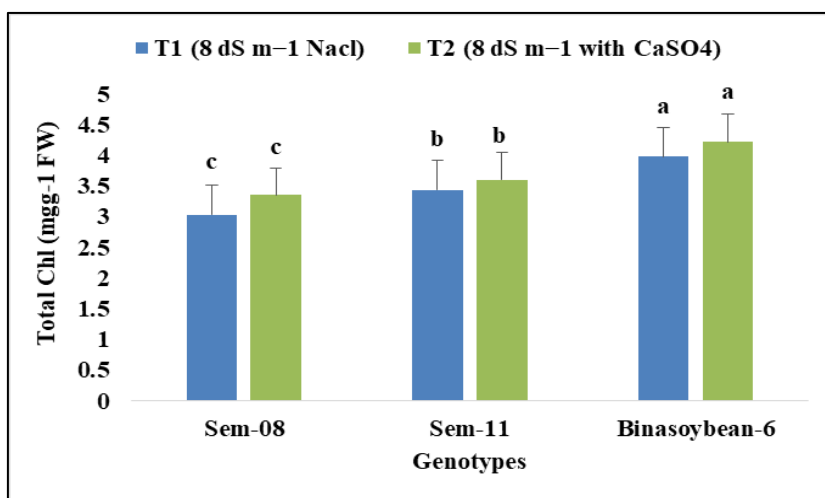 T1 (8 dS m−1 Nacl) T2 (8 dS m−1 with CaSO4)
Total Chl (mgg-1 FW)
5
4.5
4
3.5
3
2.5
2
1.5
1
0.5
0
c c b b a a
Sem-08 Sem-11 Binasoybean-6
Genotypes